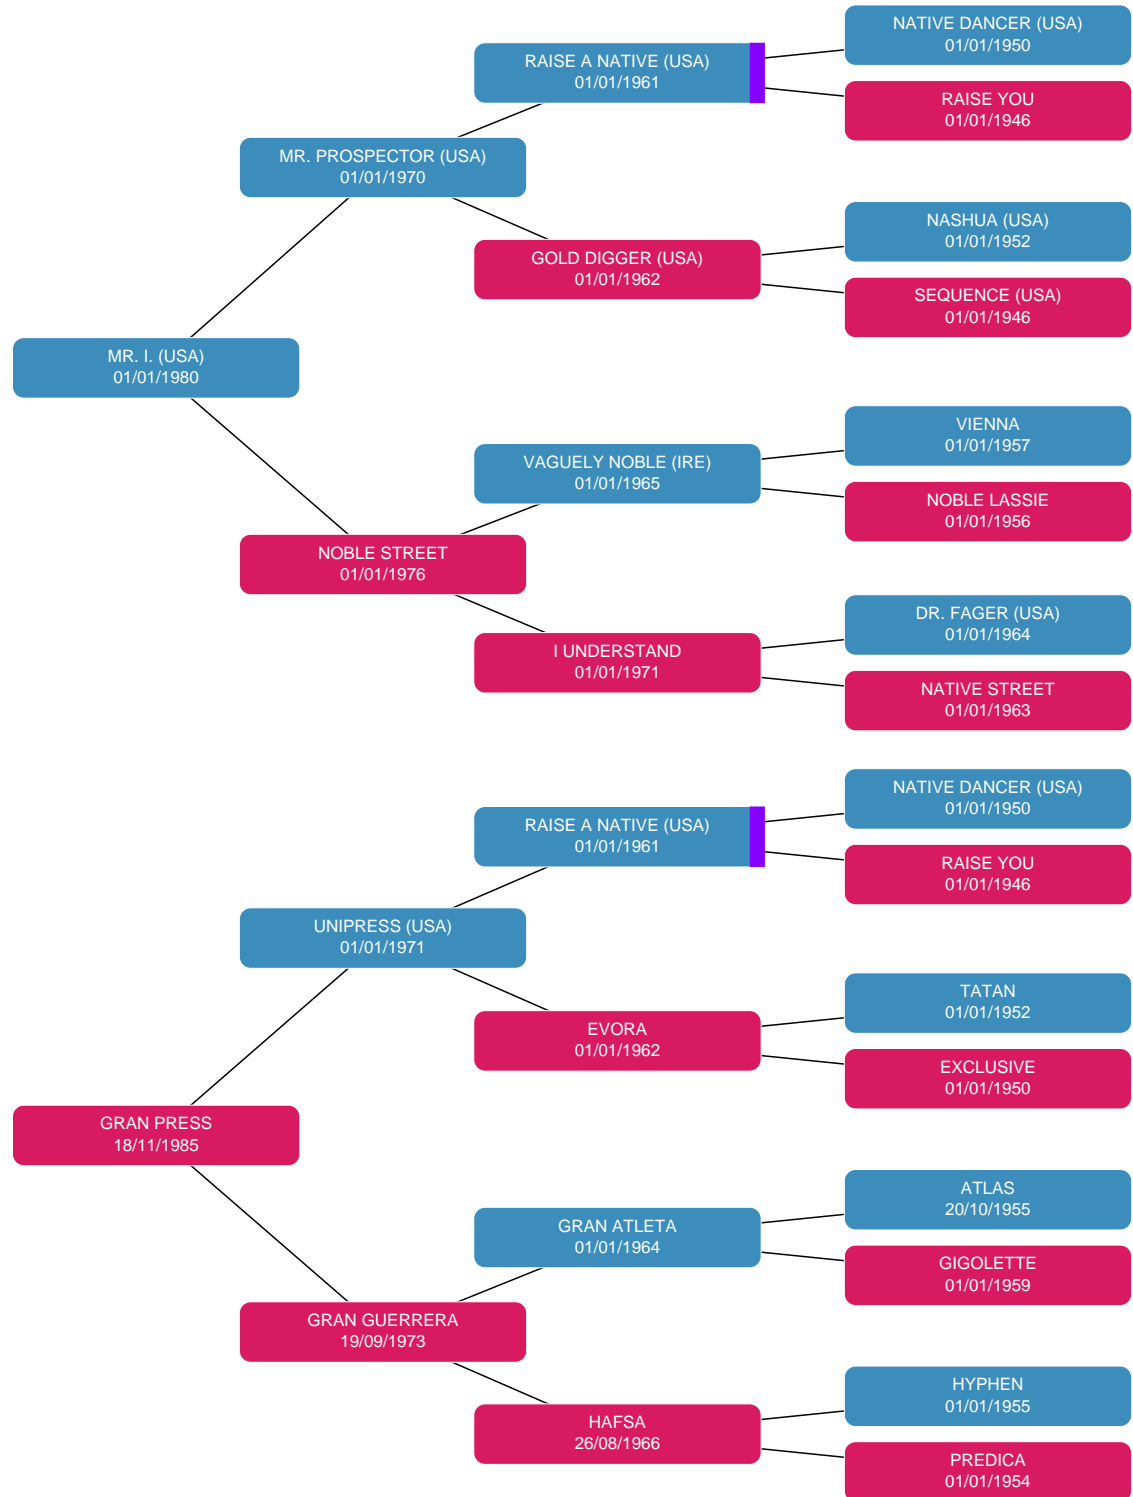 NATIVE DANCER (USA)
01/01/1950
RAISE A NATIVE (USA)
01/01/1961
RAISE YOU
01/01/1946
MR. PROSPECTOR (USA)
01/01/1970
NASHUA (USA)
01/01/1952
GOLD DIGGER (USA)
01/01/1962
SEQUENCE (USA)
01/01/1946
MR. I. (USA)
01/01/1980
VIENNA
01/01/1957
VAGUELY NOBLE (IRE)
01/01/1965
NOBLE LASSIE
01/01/1956
NOBLE STREET
01/01/1976
DR. FAGER (USA)
01/01/1964
I UNDERSTAND
01/01/1971
NATIVE STREET
01/01/1963
NATIVE DANCER (USA)
01/01/1950
RAISE A NATIVE (USA)
01/01/1961
RAISE YOU
01/01/1946
UNIPRESS (USA)
01/01/1971
TATAN
01/01/1952
EVORA
01/01/1962
EXCLUSIVE
01/01/1950
GRAN PRESS
18/11/1985
ATLAS
20/10/1955
GRAN ATLETA
01/01/1964
GIGOLETTE
01/01/1959
GRAN GUERRERA
19/09/1973
HYPHEN
01/01/1955
HAFSA
26/08/1966
PREDICA
01/01/1954